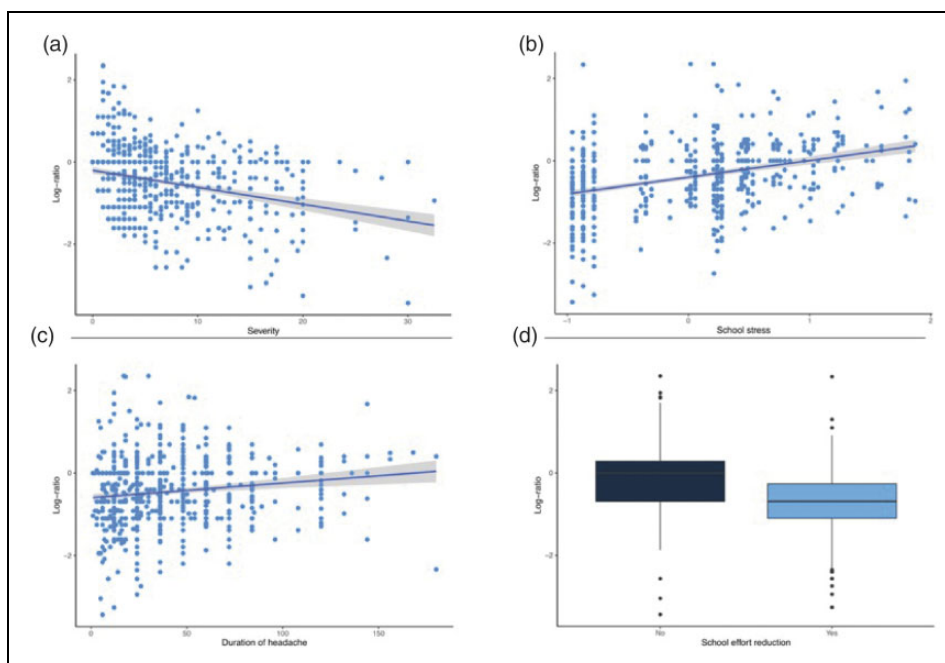 (a)
Log-ratio
2
0
−2
0
10
20
30
Severity
(b)
Log-ratio
2
0
−2
−1
0
1
2
School stress
(c)
Log-ratio
2
0
−2
0
50
100
150
Duration of headache
(d)
Log-ratio
2
0
−2
No
Yes
School effort reduction